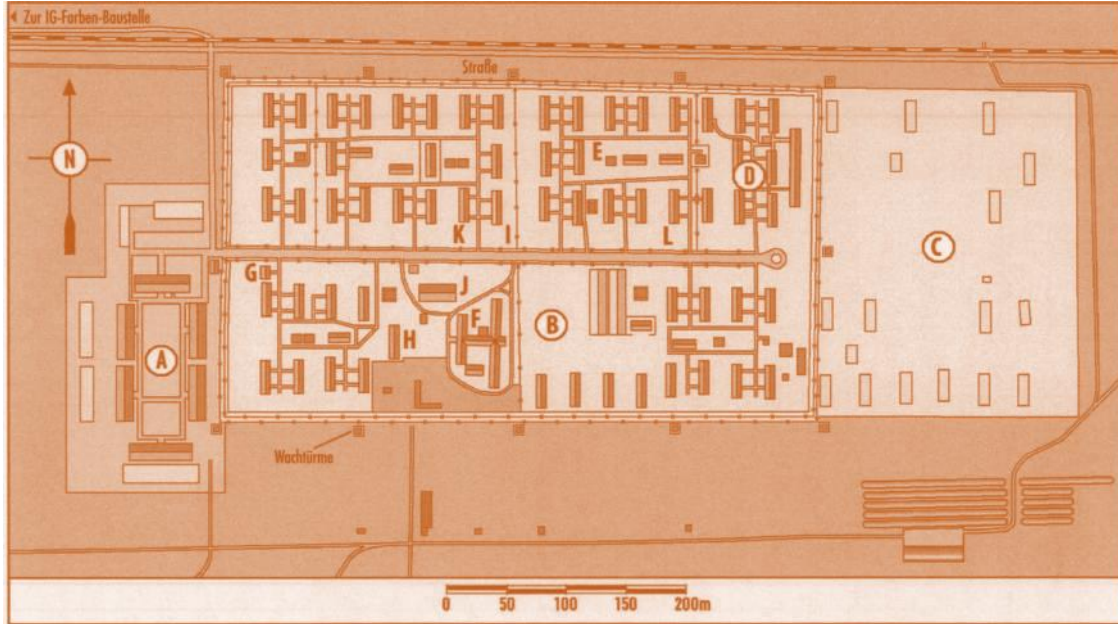 Zur IG-Farben-Baustelle
Straße
N
E
D
K
I
L
C
G
J
F
B
H
A
Wachtürme
0 50 100 150 200m